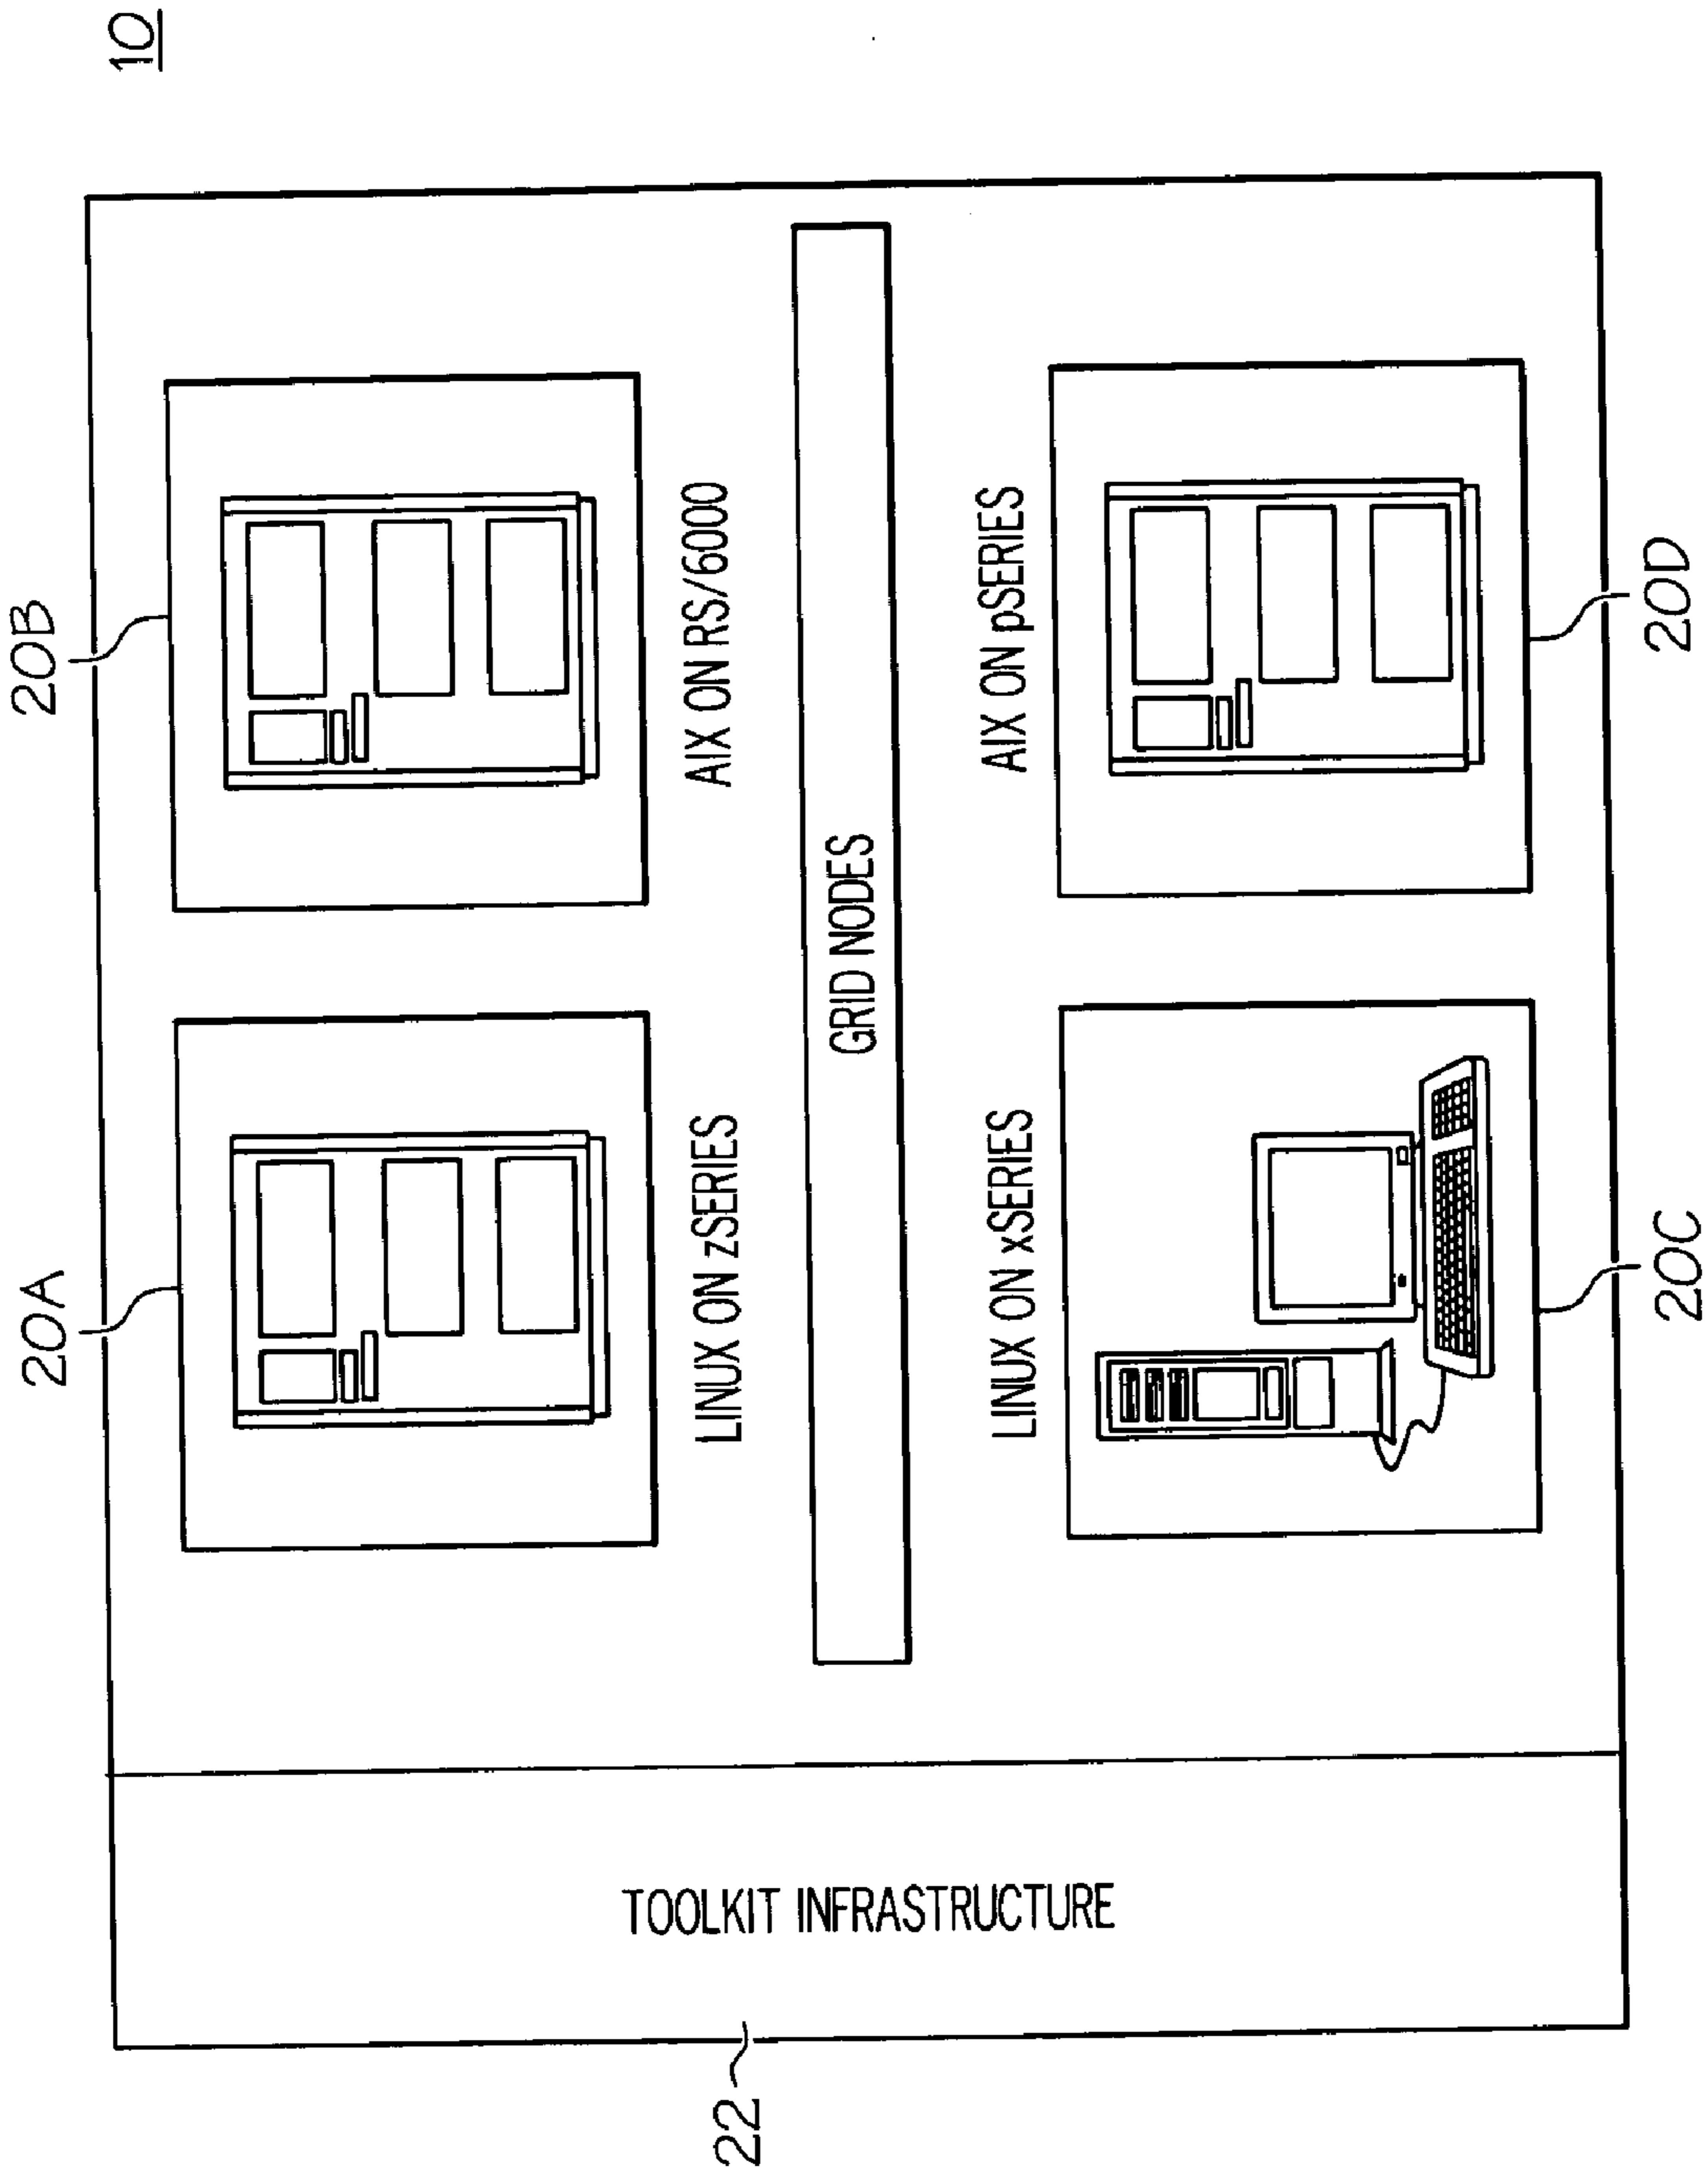 10
20A
20B
LINUX ON zSERIES
AIX ON RS/6000
22
TOOLKIT INFRASTRUCTURE
GRID NODES
LINUX ON xSERIES
AIX ON pSERIES
20C
20D